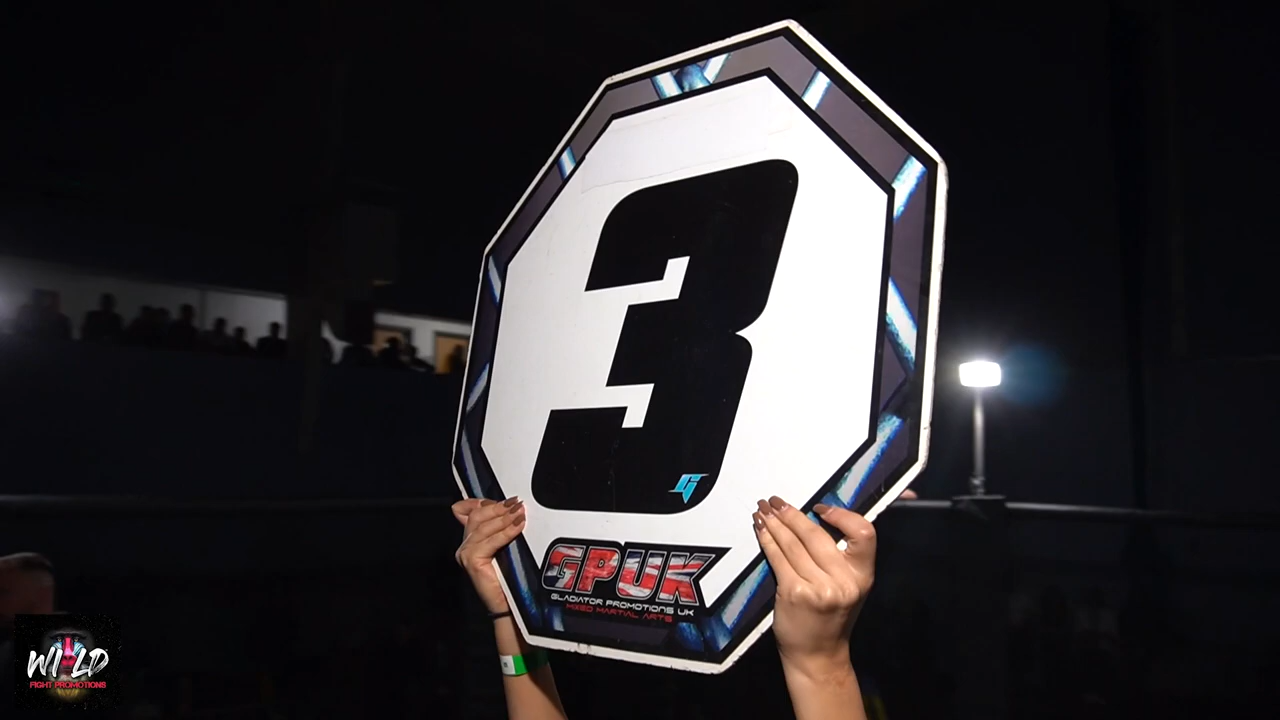 3
GPUK
GLADIATOR PROMOTIONS UK
MIXED MARTIAL ARTS
WILD
FIGHT PROMOTIONS